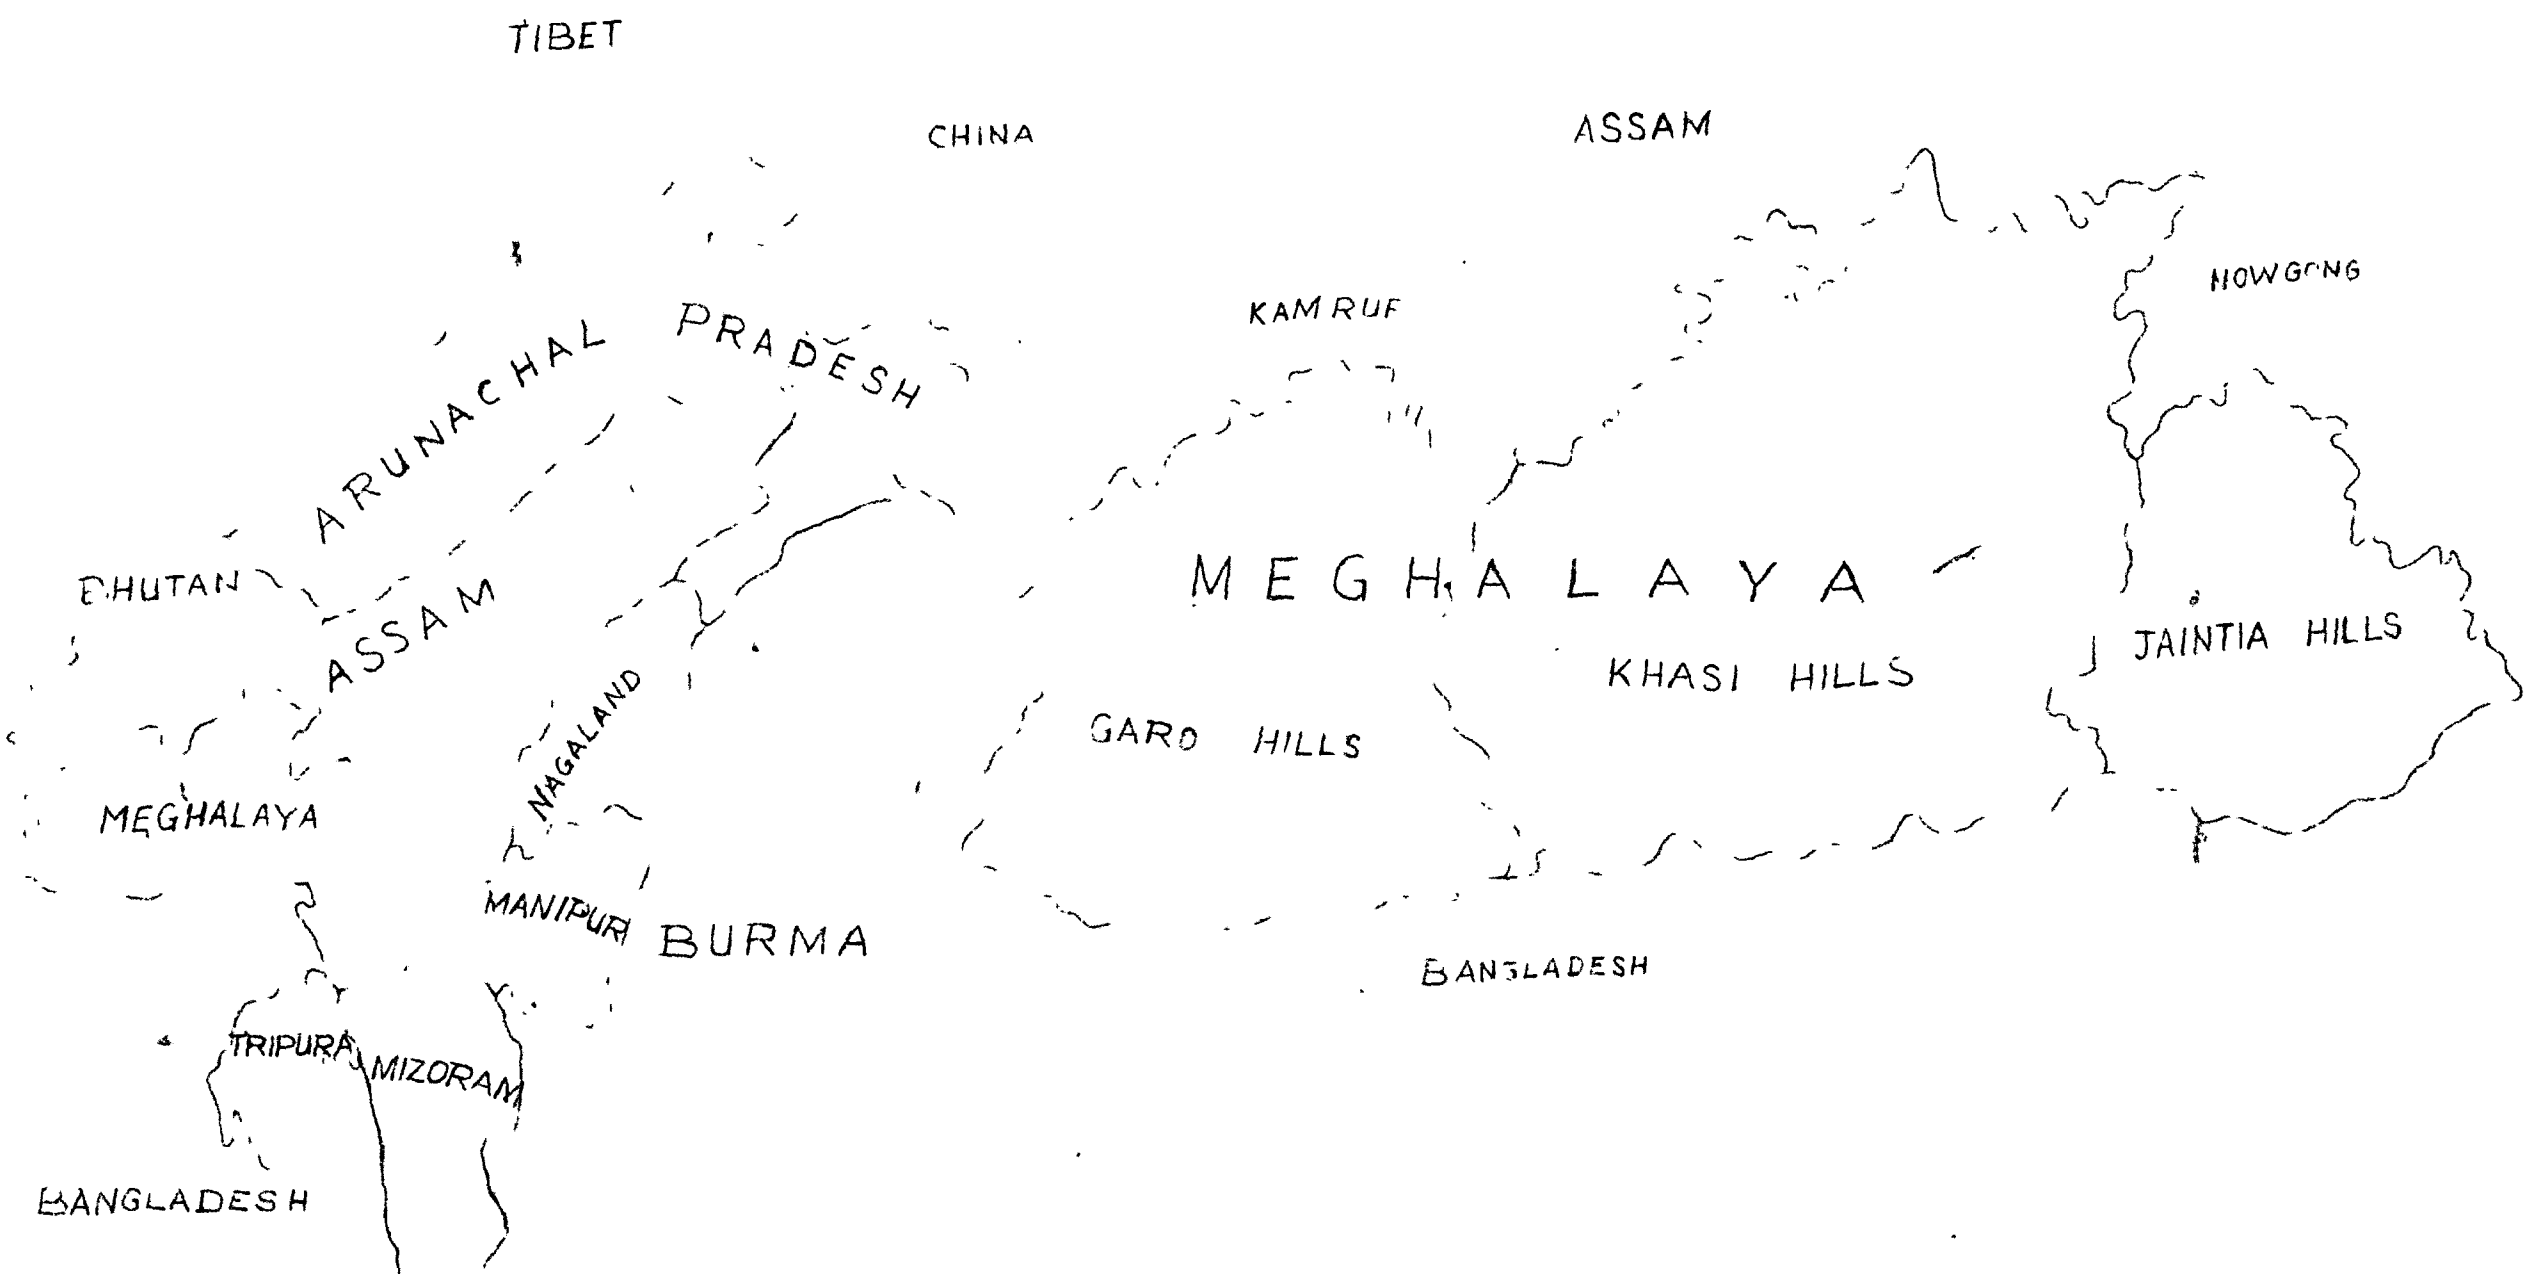 TIBET
CHINA
ASSAM
NOWGONG
KAMRUF
ARUNACHAL PRADESH
BHUTAN
ASSAM
MEGHALAYA
KHASI HILLS
JAINTIA HILLS
GARO HILLS
NAGALAND
MEGHALAYA
MANIPUR
BURMA
BANGLADESH
TRIPURA
MIZORAM
BANGLADESH